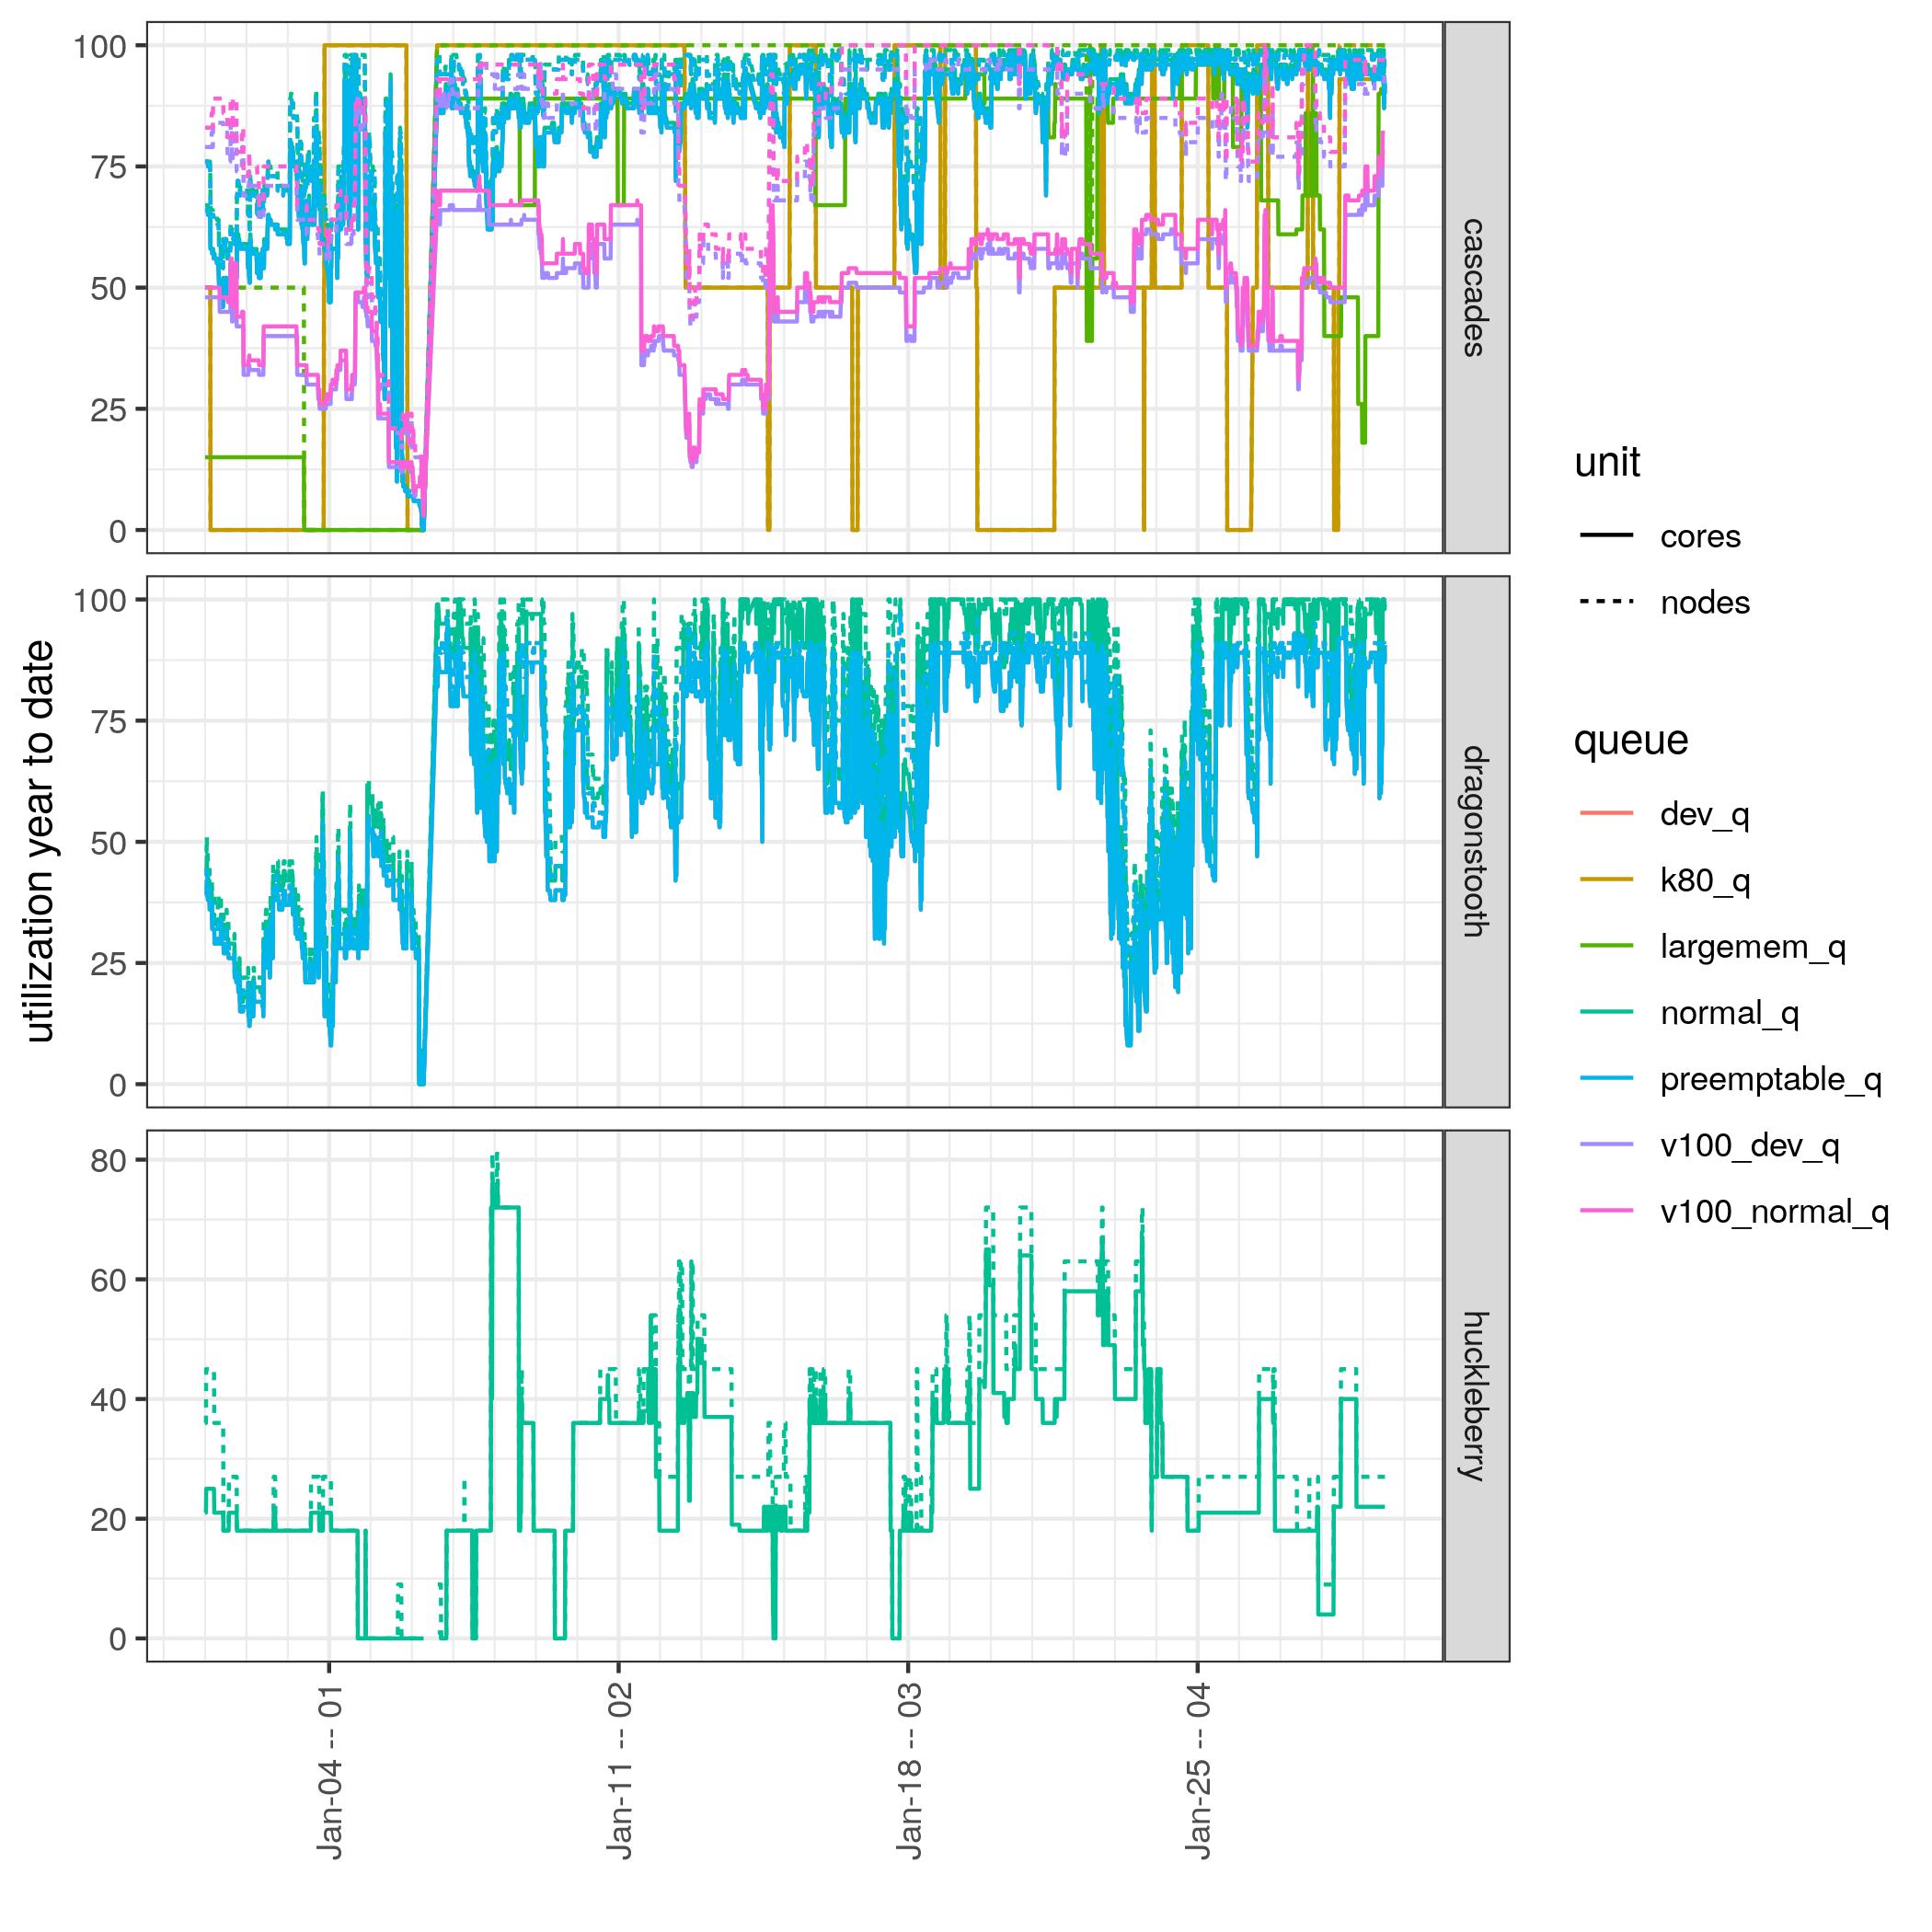 utilization year to date
100
75
50
25
0
cascades
100
75
50
25
0
dragonstooth
80
60
40
20
0
huckleberry
Jan-04 -- 01
Jan-11 -- 02
Jan-18 -- 03
Jan-25 -- 04
unit
cores
nodes
queue
dev_q
k80_q
largemem_q
normal_q
preemptable_q
v100_dev_q
v100_normal_q